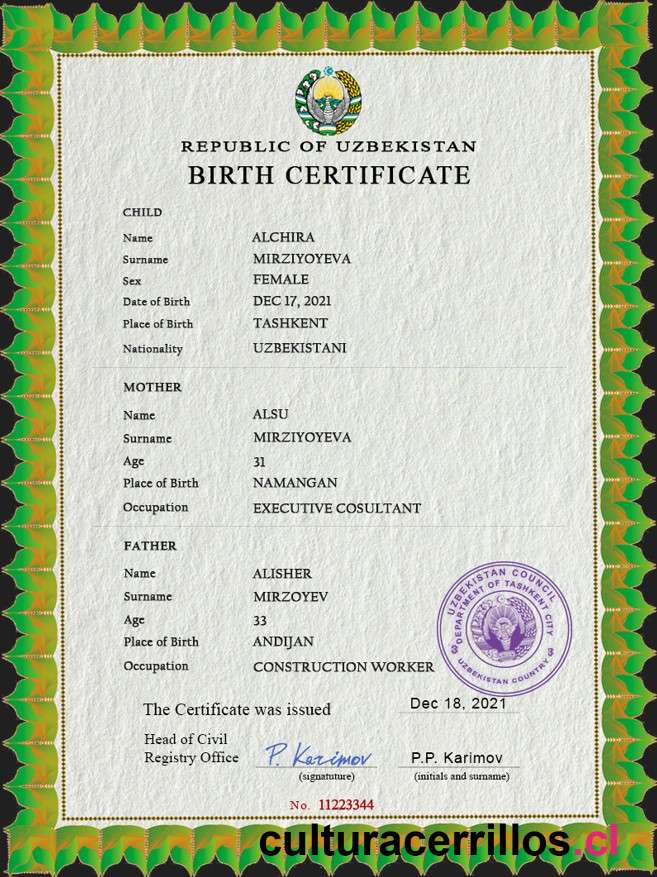 REPUBLIC OF UZBEKISTAN
BIRTH CERTIFICATE
CHILD
Name ALCHIRA
Surname MIRZIYOYEVA
Sex FEMALE
Date of Birth DEC 17, 2021
Place of Birth TASHKENT
Nationality UZBEKISTANI
MOTHER
Name ALSU
Surname MIRZIYOYEVA
Age 31
Place of Birth NAMANGAN
Occupation EXECUTIVE COSULTANT
FATHER
Name ALISHER
Surname MIRZOYEV
Age 33
Place of Birth ANDIJAN
Occupation CONSTRUCTION WORKER
UZBEKISTAN COUNCIL
DEPARTMENT OF TASHKENT CITY
UZBEKISTAN COUNTRY
The Certificate was issued Dec 18, 2021
Head of Civil
Registry Office P. Karimov P.P. Karimov
(signatuture) (initials and surname)
No. 11223344
culturacerrillos.cl